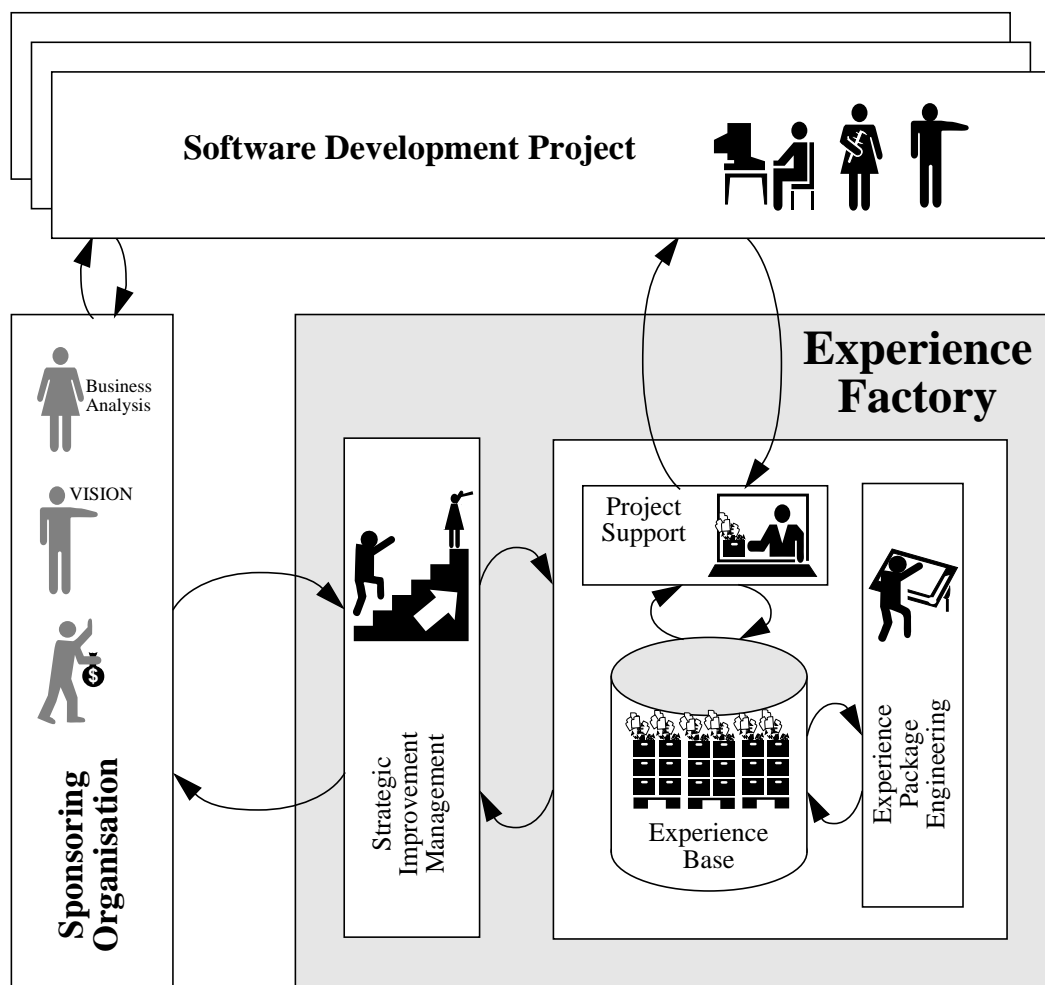 Software Development Project
Experience
Factory
Business
Analysis
VISION
$
Sponsoring
Organisation
Strategic
Improvement
Management
Project
Support
Experience
Base
Experience
Package
Engineering